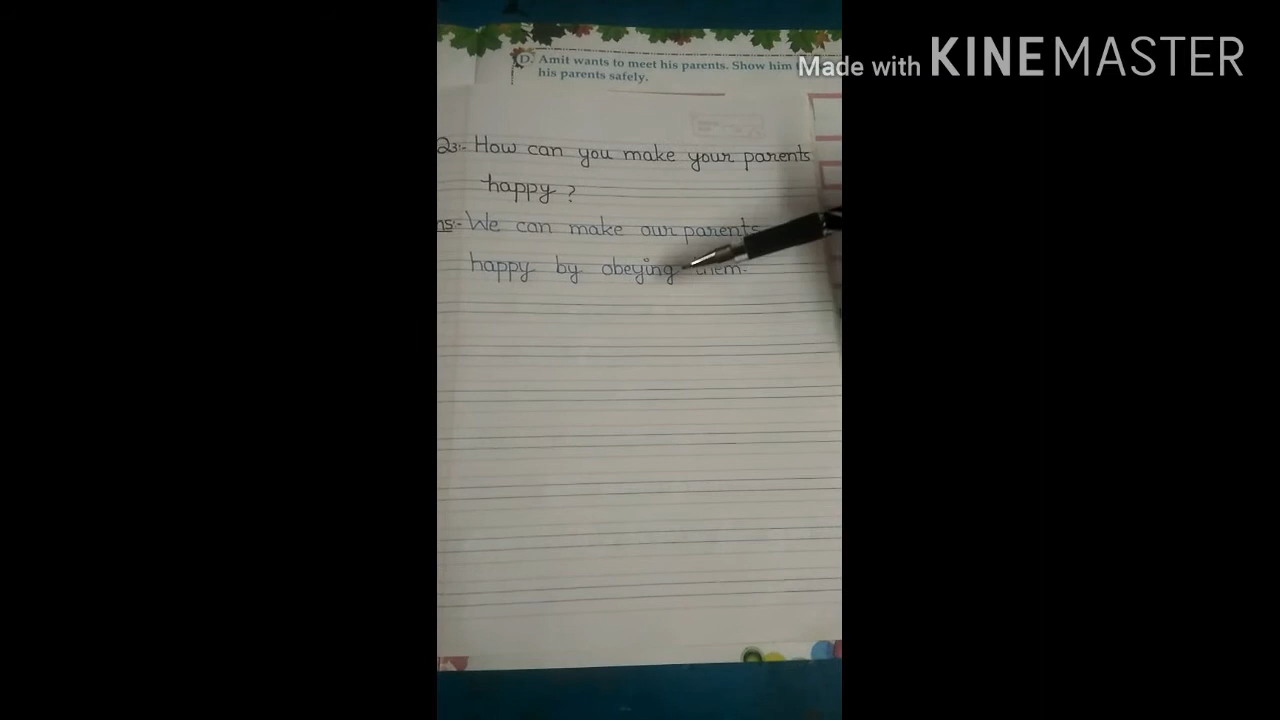 Made with KINEMASTER
D. Amit wants to meet his parents. Show him
his parents safely.
Q3:- How can you make your parents
happy ?
ns:- We can make our parents
happy by obeying them.